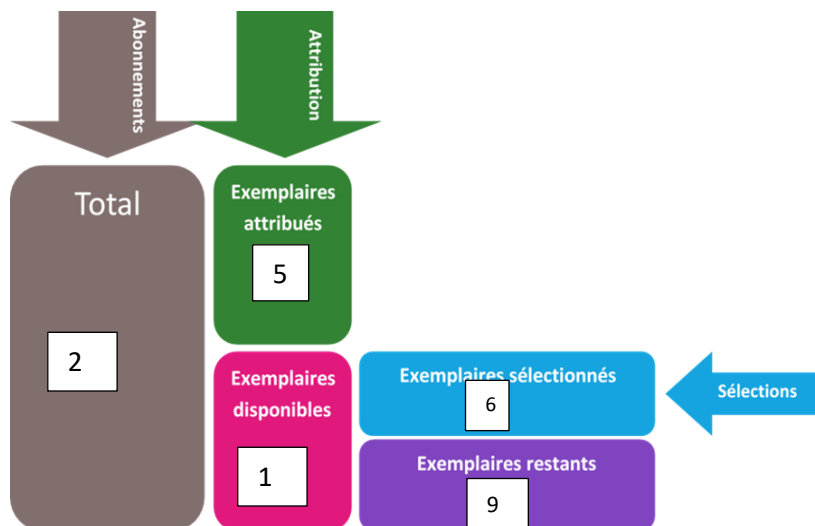 Abonnements
Attribution
Total
2
Exemplaires
attribués
5
Exemplaires
disponibles
1
Exemplaires sélectionnés
6
Sélections
Exemplaires restants
9